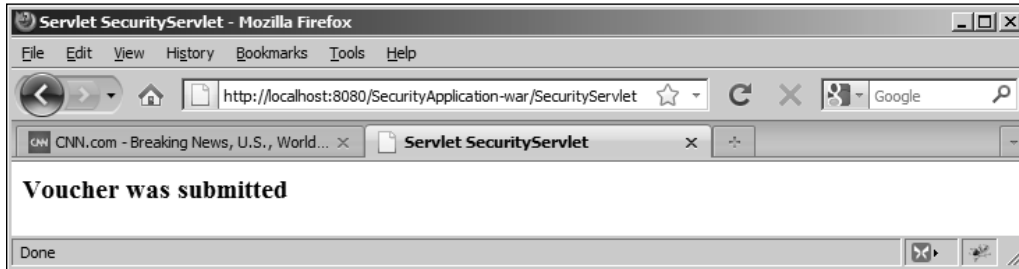 Servlet SecurityServlet - Mozilla Firefox
File Edit View History Bookmarks Tools Help
http://localhost:8080/SecurityApplication-war/SecurityServlet Google
CNN.com - Breaking News, U.S., World... Servlet SecurityServlet
Voucher was submitted
Done